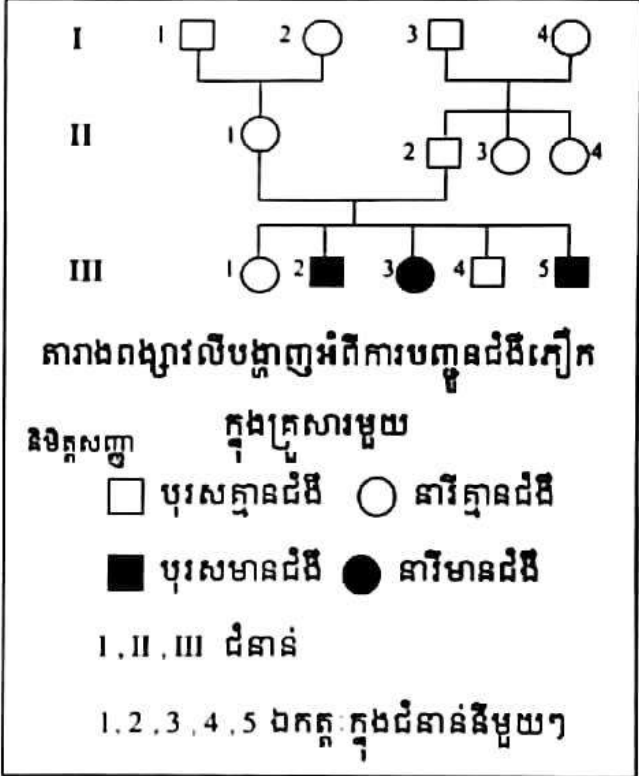 I 1 2 3 4
II 1 2 3 4
III 1 2 3 4 5
តារាងពង្សាវលីបង្ហាញអំពីការបញ្ជូនជំងឺភឿក
ក្នុងគ្រួសារមួយ
និមិត្តសញ្ញា
បុរសគ្មានជំងឺ នារីគ្មានជំងឺ
បុរសមានជំងឺ នារីមានជំងឺ
I , II , III ជំនាន់
1, 2 , 3 , 4 , 5 ឯកត្តៈក្នុងជំនាន់នីមួយៗ